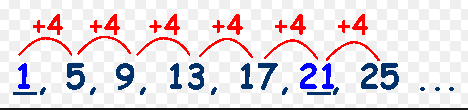 +4 +4 +4 +4 +4 +4
1, 5, 9, 13, 17, 21, 25 ...